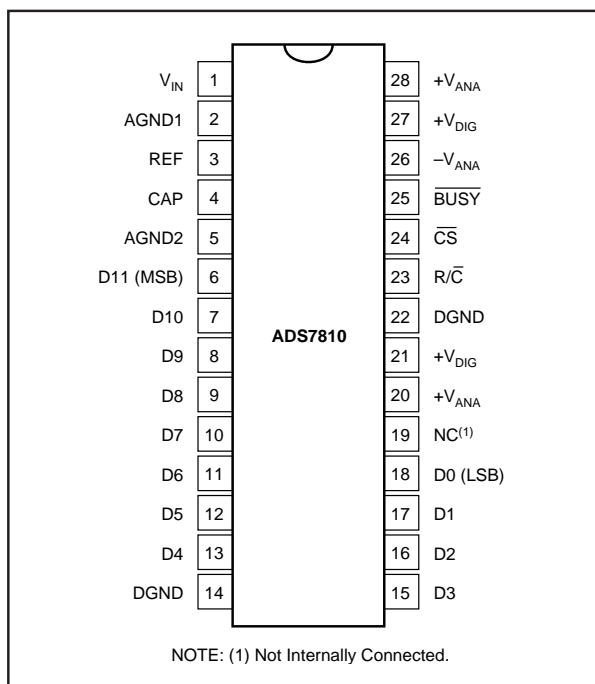 V_IN 1 28 +V_ANA
AGND1 2 27 +V_DIG
REF 3 26 –V_ANA
CAP 4 25 B̅U̅S̅Y̅
AGND2 5 24 C̅S̅
D11 (MSB) 6 23 R/C̅
D10 7 22 DGND
ADS7810
D9 8 21 +V_DIG
D8 9 20 +V_ANA
D7 10 19 NC(1)
D6 11 18 D0 (LSB)
D5 12 17 D1
D4 13 16 D2
DGND 14 15 D3
NOTE: (1) Not Internally Connected.